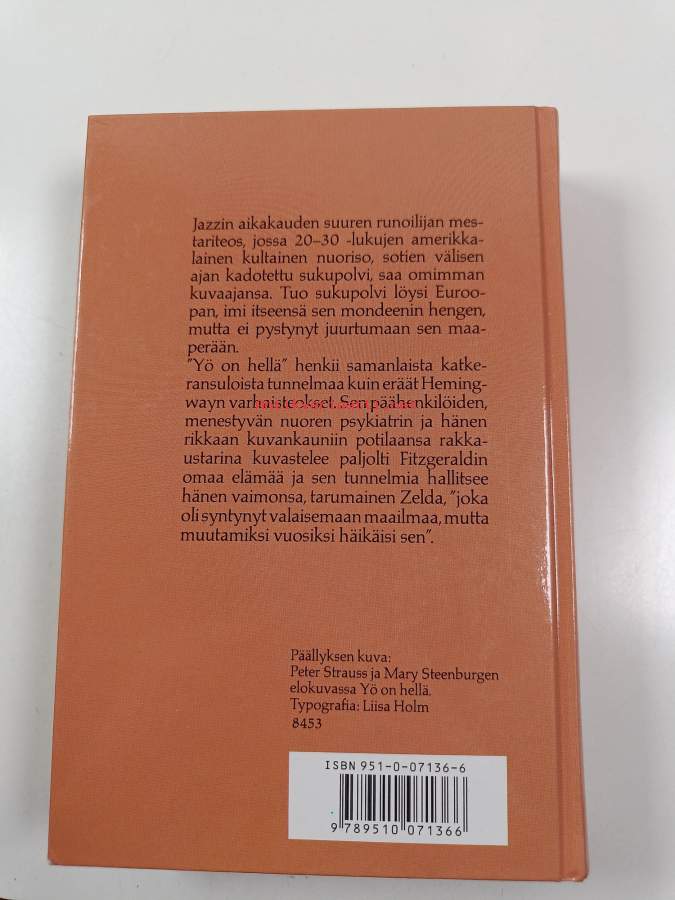 Jazzin aikakauden suuren runoilijan mes-
tariteos, jossa 20–30 -lukujen amerikka-
lainen kultainen nuoriso, sotien välisen
ajan kadotettu sukupolvi, saa omimman
kuvaajansa. Tuo sukupolvi löysi Euroo-
pan, imi itseensä sen mondeenin hengen,
mutta ei pystynyt juurtumaan sen maa-
perään.
"Yö on hellä" henkii samanlaista katke-
ransuloista tunnelmaa kuin eräät Heming-
wayn varhaisteokset. Sen päähenkilöiden,
menestyvän nuoren psykiatrin ja hänen
rikkaan kuvankauniin potilaansa rakka-
ustarina kuvastelee paljolti Fitzgeraldin
omaa elämää ja sen tunnelmia hallitsee
hänen vaimonsa, tarumainen Zelda, "joka
oli syntynyt valaisemaan maailmaa, mutta
muutamiksi vuosiksi häikäisi sen".
Päällyksen kuva:
Peter Strauss ja Mary Steenburgen
elokuvassa Yö on hellä.
Typografia: Liisa Holm
8453
ISBN 951-0-07136-6
9 789510 071366